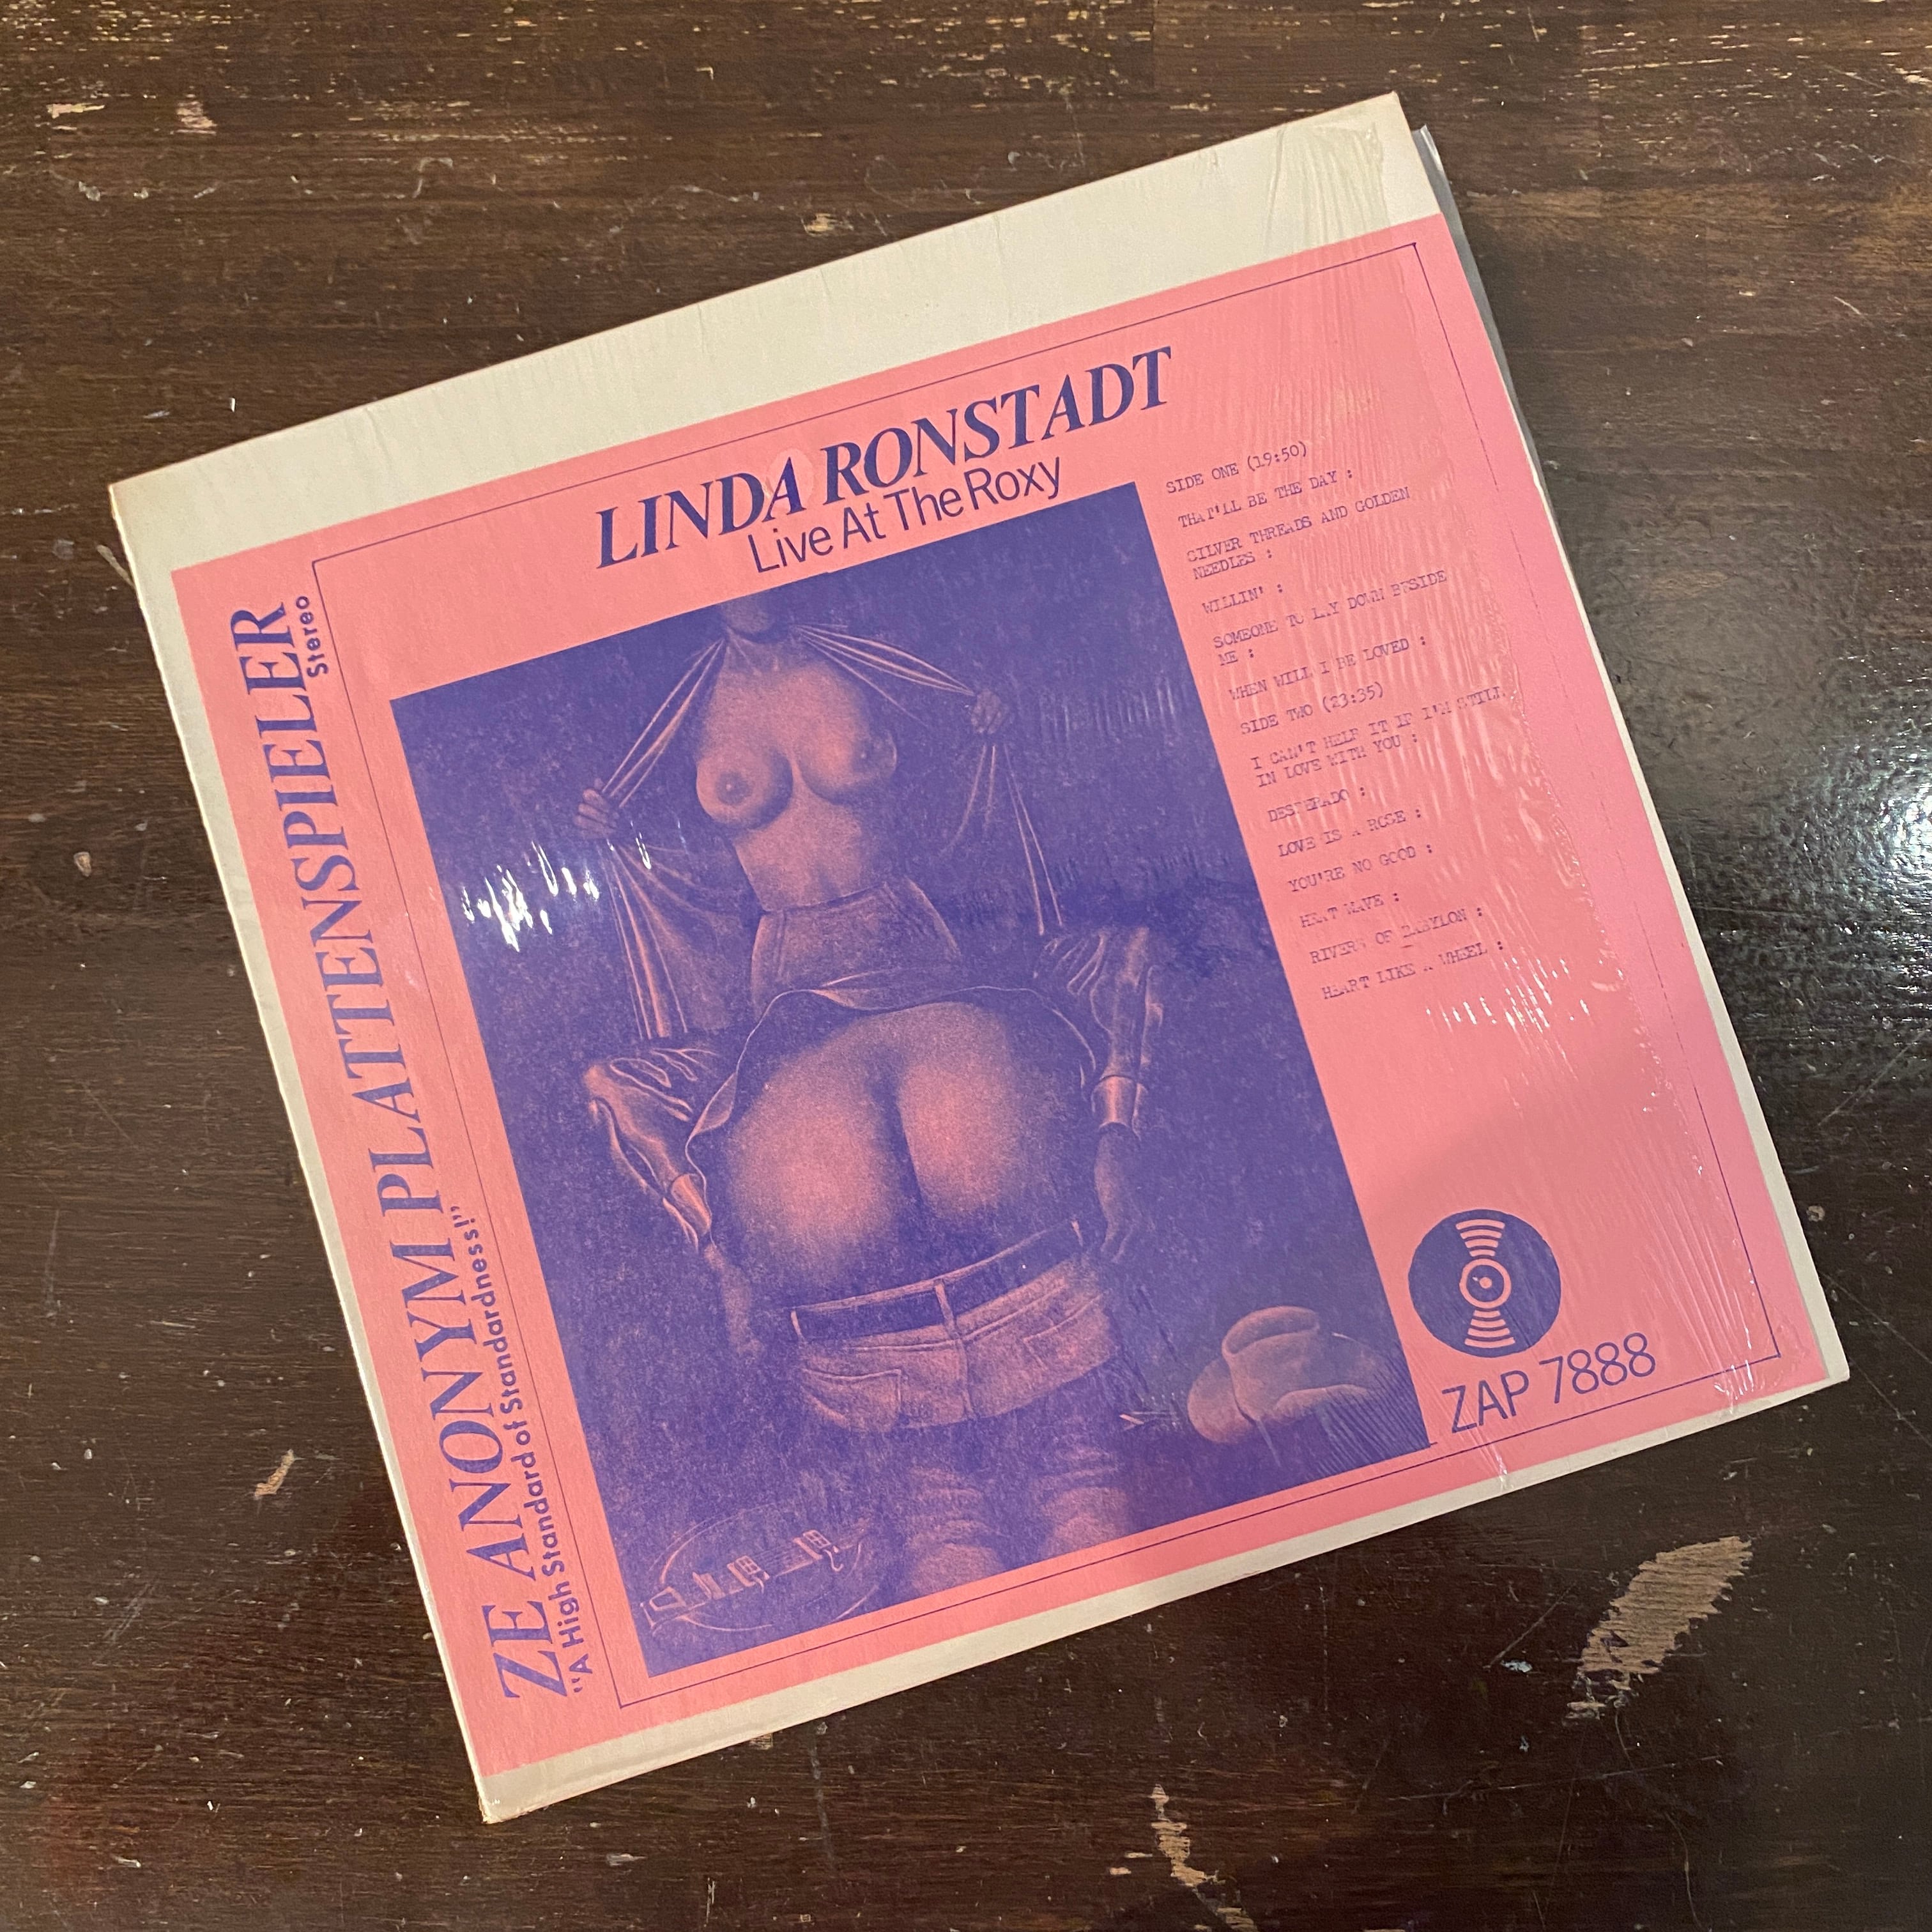 LINDA RONSTADT
Live At The Roxy
ZE ANONYM PLATTENSPIELER
Stereo
"A High Standard of Standardness!"
SIDE ONE (19:50)
THAT'LL BE THE DAY :
SILVER THREADS AND GOLDEN
NEEDLES :
WILLIN' :
SOMEONE TO LAY DOWN BESIDE
ME :
WHEN WILL I BE LOVED :
SIDE TWO (23:35)
I CAN'T HELP IT IF I'M STILL
IN LOVE WITH YOU :
DESPERADO :
LOVE IS A ROSE :
YOU'RE NO GOOD :
HEAT WAVE :
RIVERS OF BABYLON :
HEART LIKE A WHEEL :
ZAP 7888